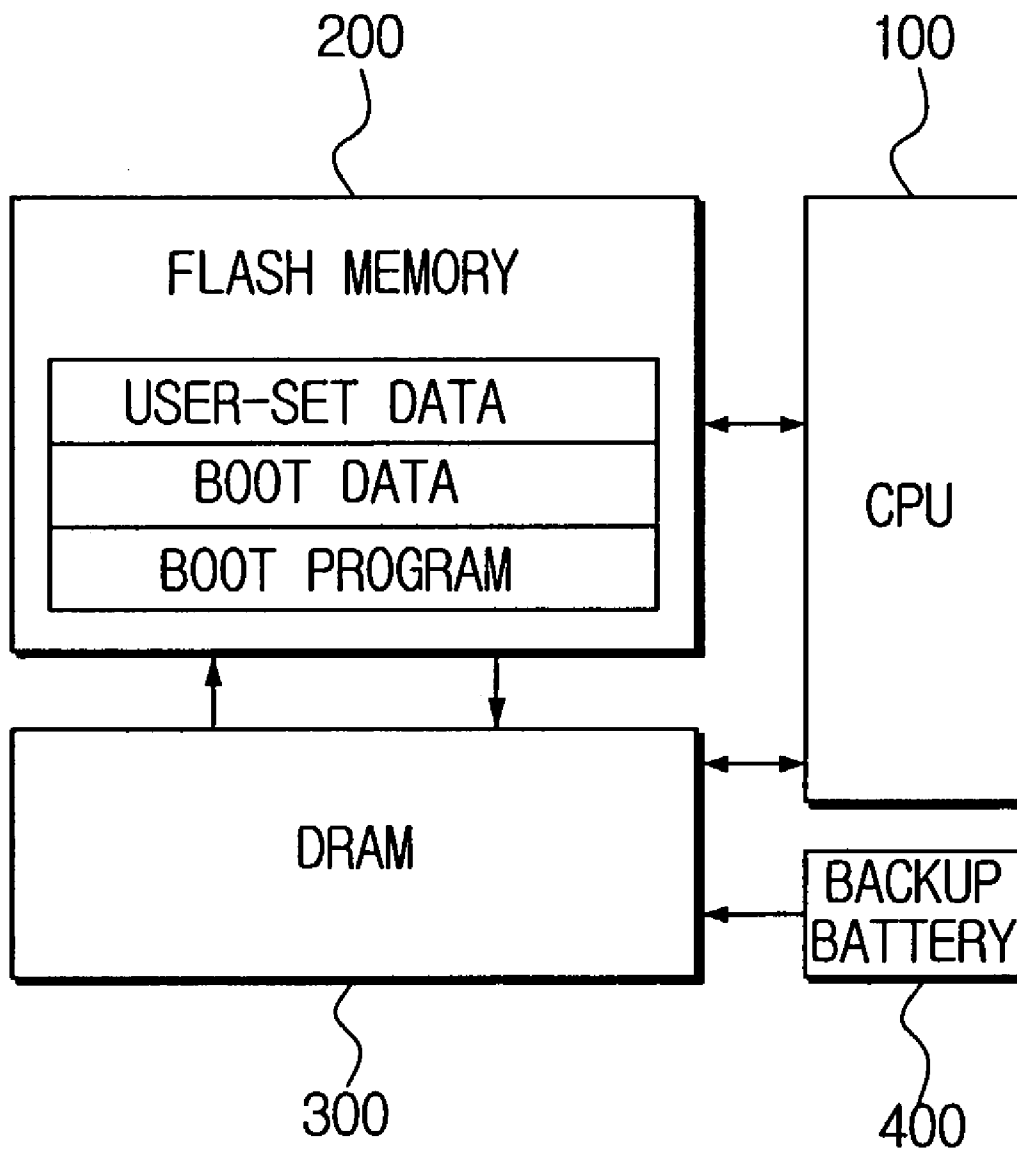 200
100
FLASH MEMORY
USER-SET DATA
BOOT DATA
BOOT PROGRAM
CPU
DRAM
BACKUP
BATTERY
300
400